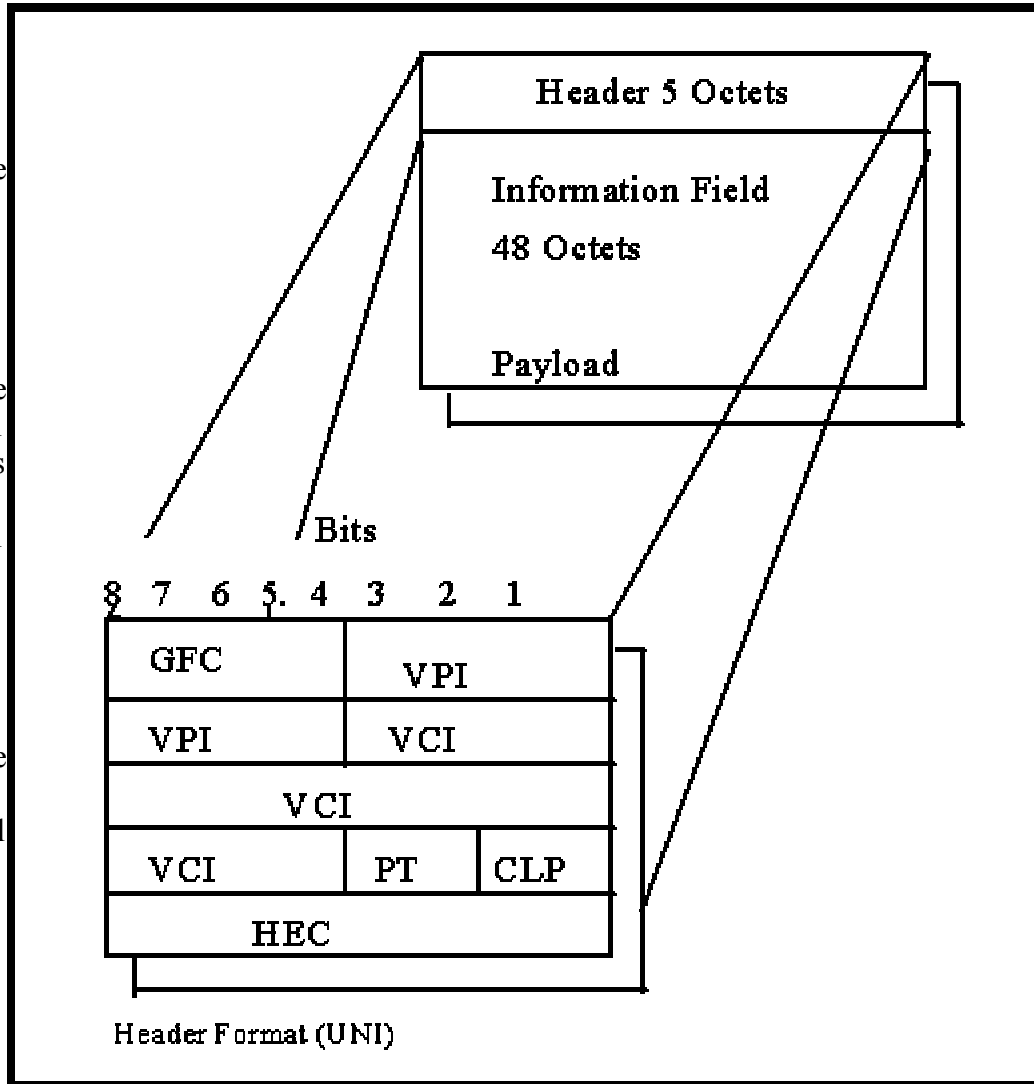 Header 5 Octets
Information Field
48 Octets
Payload
Bits
8 7 6 5. 4 3 2 1
GFC VPI
VPI VCI
VCI
VCI PT CLP
HEC
Header Format (UNI)